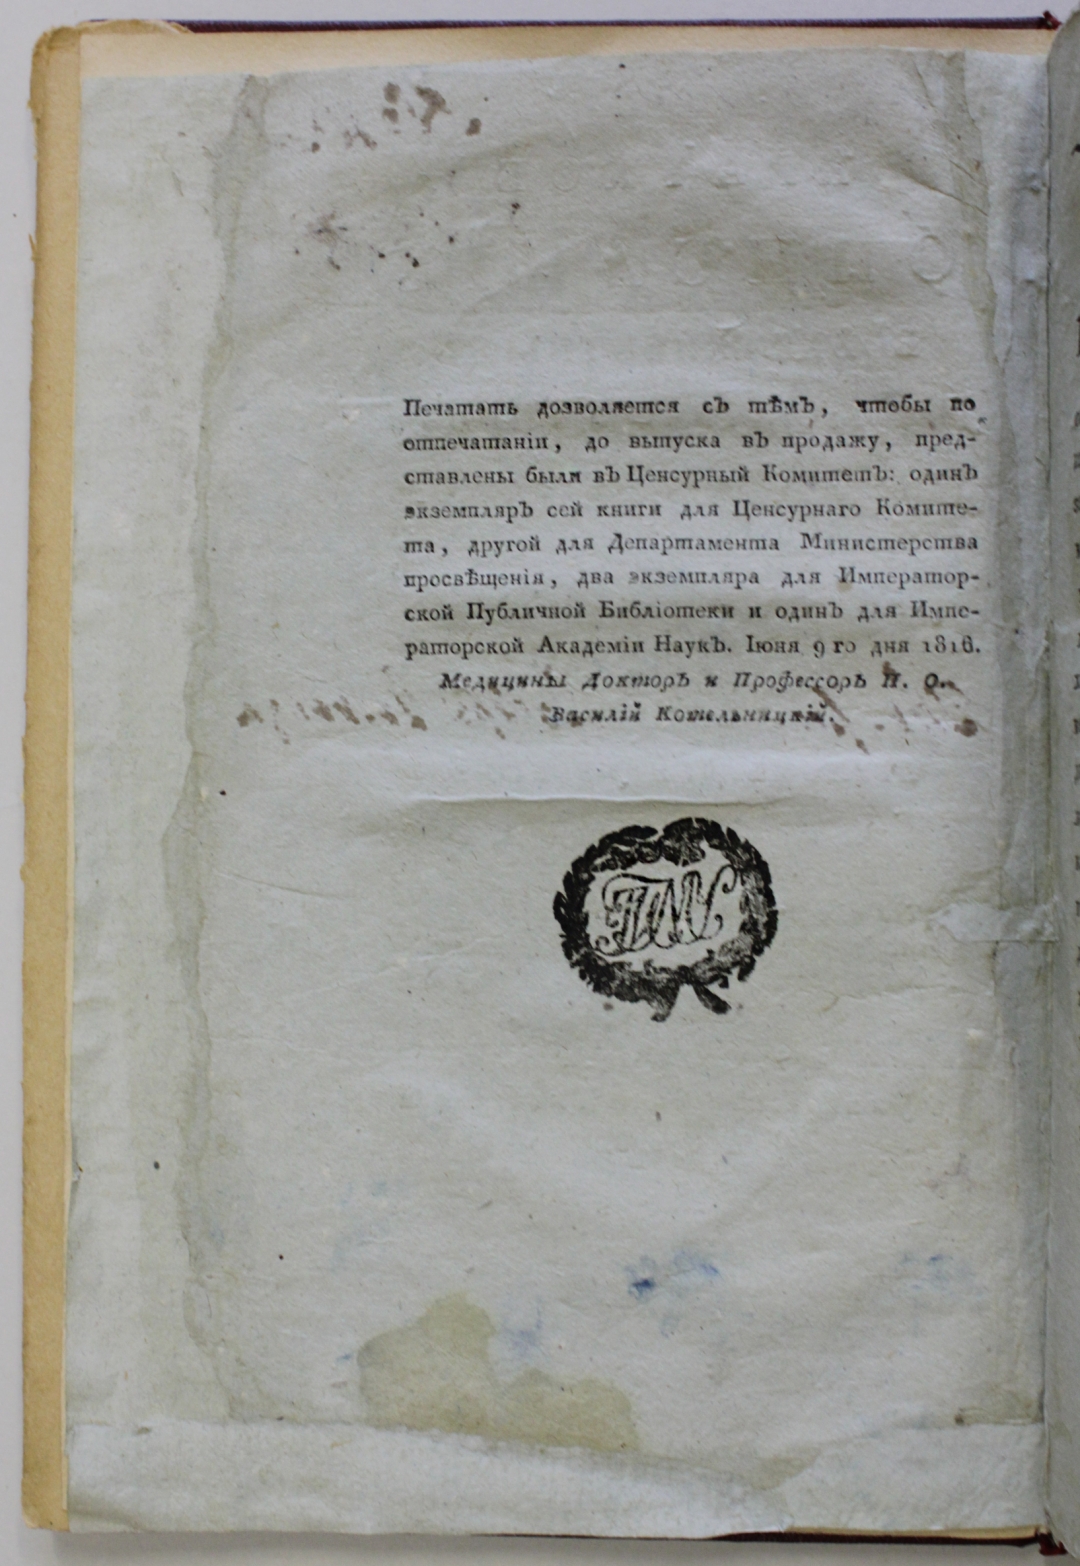 Печатать дозволяется съ тѣмъ, чтобы по
отпечатаніи, до выпуска въ продажу, пред-
ставлены были въ Ценсурный Комитетъ: одинъ
экземпляръ сей книги для Ценсурнаго Комите-
та, другой для Департамента Министерства
просвѣщенія, два экземпляра для Император-
ской Публичной Библіотеки и одинъ для Импе-
раторской Академіи Наукъ. Іюня 9 го дня 1816.
Медицины Докторъ и Профессоръ П. О.
Василій Котельницкій.